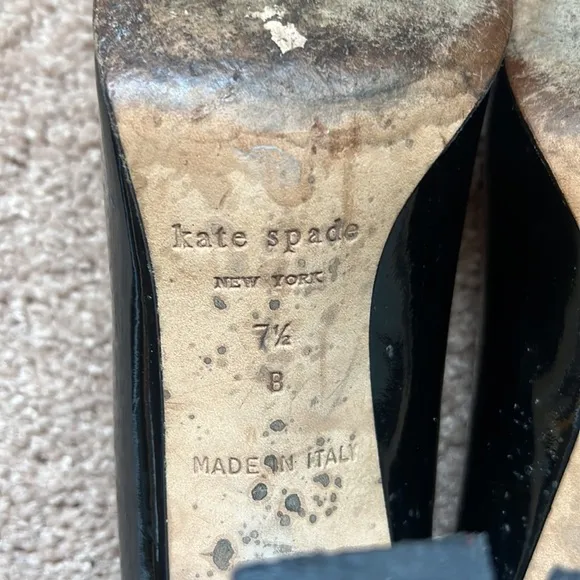 kate spade
NEW YORK
7½
B
MADE IN ITALY